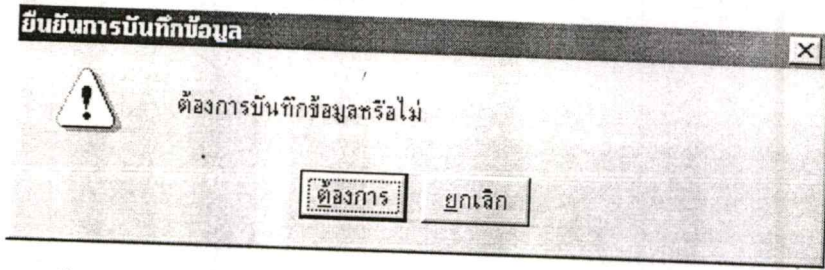 ยืนยันการบันทึกข้อมูล
ต้องการบันทึกข้อมูลหรือไม่
ต้องการ ยกเลิก